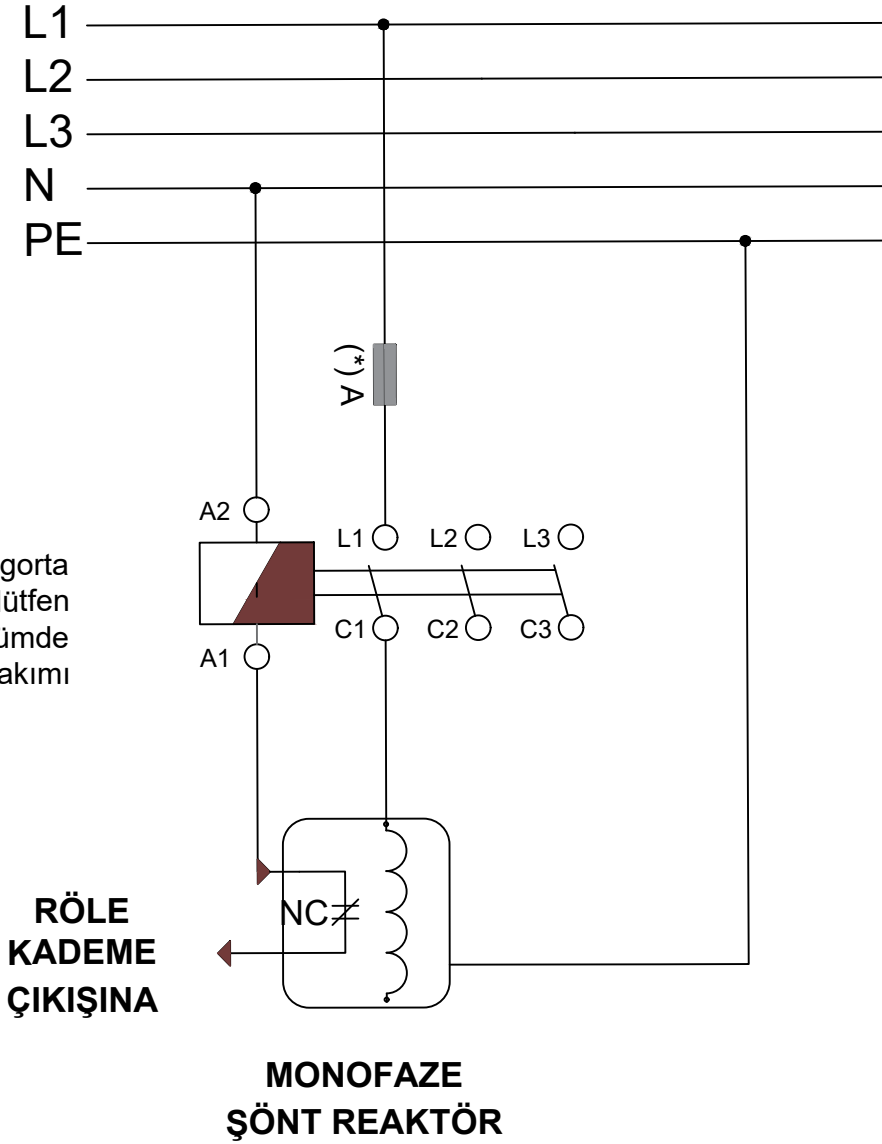 L1
L2
L3
N
PE
(*) A
A2
L1
L2
L3
C1
C2
C3
A1
akımı
NC
RÖLE
KADEME
ÇIKIŞINA
MONOFAZE
ŞÖNT REAKTÖR